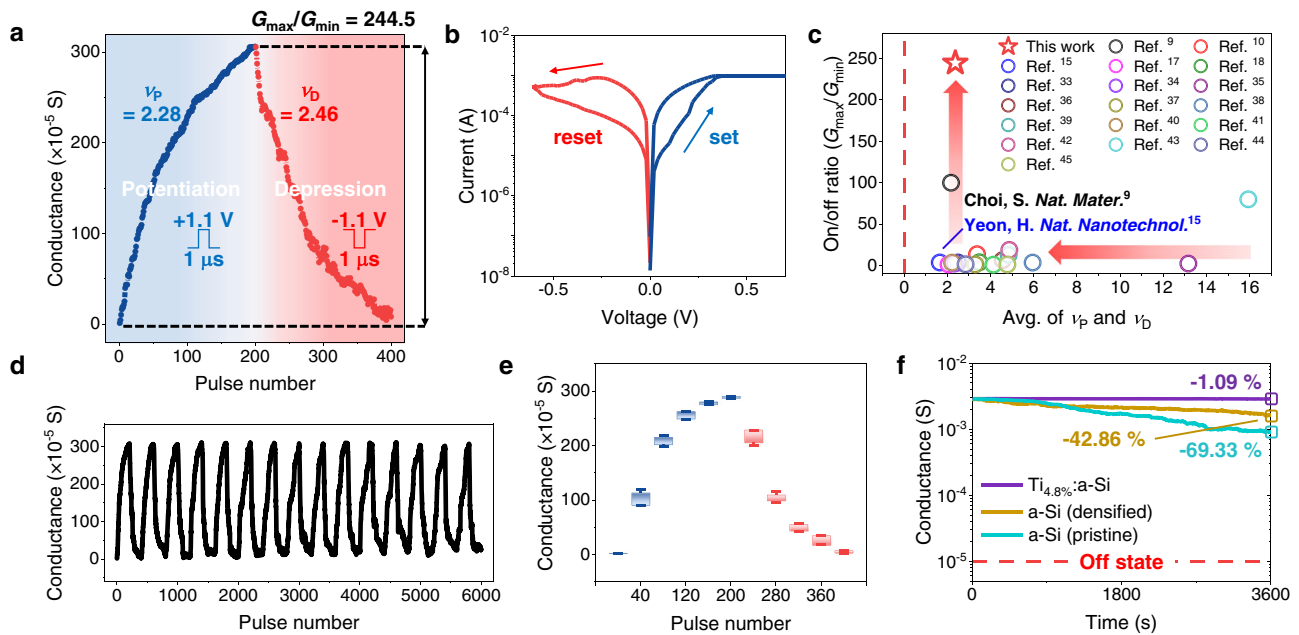 a
Gmax/Gmin = 244.5
Conductance (×10-5 S)
300
200
100
0
νP
= 2.28
νD
= 2.46
Potentiation
Depression
+1.1 V
1 μs
-1.1 V
1 μs
0 100 200 300 400
Pulse number
b
Current (A)
10-2
10-4
10-6
10-8
reset
set
-0.5 0.0 0.5
Voltage (V)
c
On/off ratio (Gmax/Gmin)
250
200
150
100
50
0
This work
Ref. 9
Ref. 10
Ref. 15
Ref. 17
Ref. 18
Ref. 33
Ref. 34
Ref. 35
Ref. 36
Ref. 37
Ref. 38
Ref. 39
Ref. 40
Ref. 41
Ref. 42
Ref. 43
Ref. 44
Ref. 45
Choi, S. Nat. Mater.9
Yeon, H. Nat. Nanotechnol.15
0 2 4 6 8 10 12 14 16
Avg. of νP and νD
d
Conductance (×10-5 S)
300
200
100
0
0 1000 2000 3000 4000 5000 6000
Pulse number
e
Conductance (×10-5 S)
300
200
100
0
40 120 200 280 360
Pulse number
f
Conductance (S)
10-2
10-3
10-4
10-5
-1.09 %
-42.86 %
-69.33 %
Ti4.8%:a-Si
a-Si (densified)
a-Si (pristine)
Off state
0 1800 3600
Time (s)